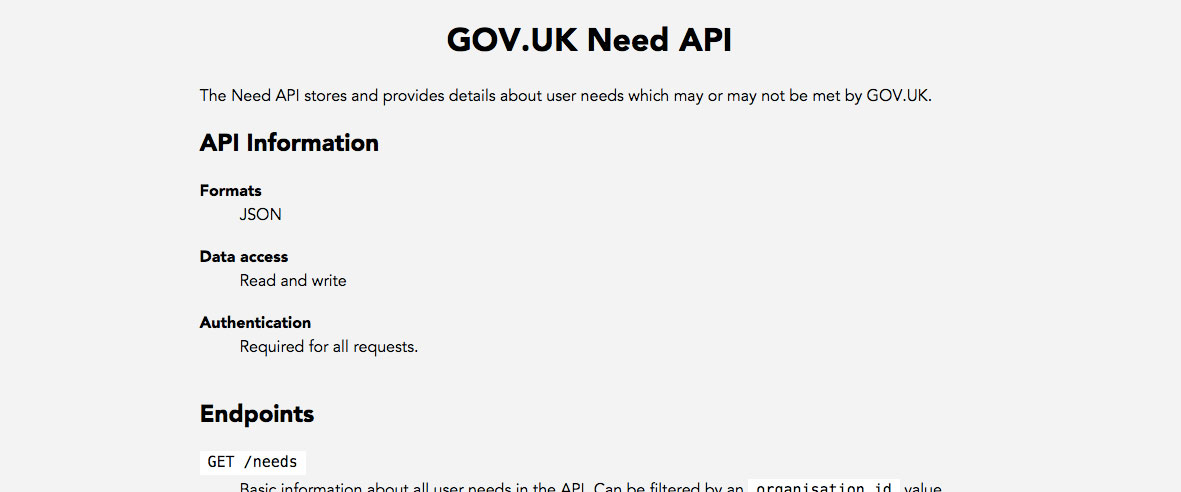 GOV.UK Need API
The Need API stores and provides details about user needs which may or may not be met by GOV.UK.
API Information
Formats
JSON
Data access
Read and write
Authentication
Required for all requests.
Endpoints
GET /needs
Basic information about all user needs in the API. Can be filtered by an organisation_id value